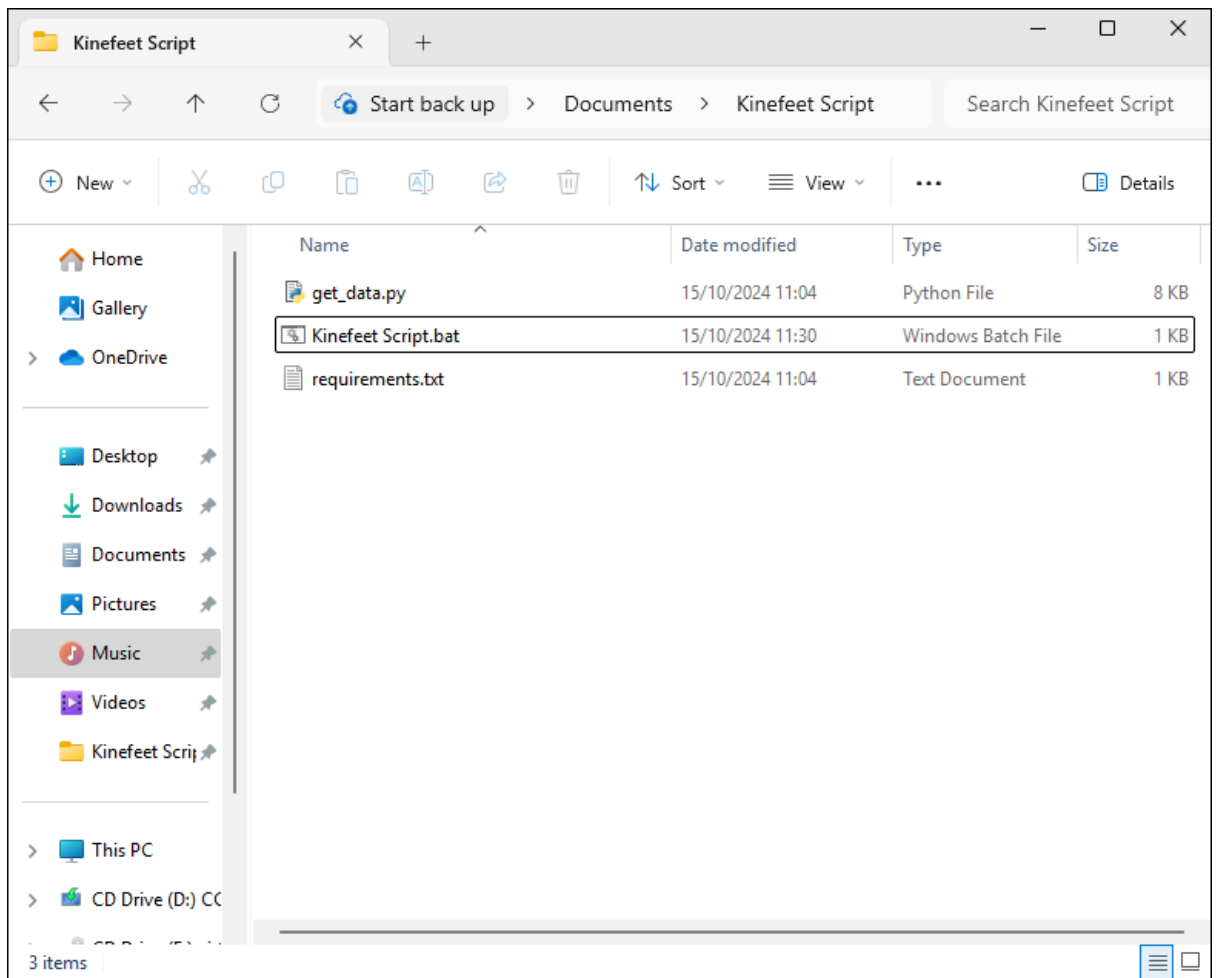 Kinefeet Script
Start back up > Documents > Kinefeet Script Search Kinefeet Script
New Sort View Details
Name Date modified Type Size
get_data.py 15/10/2024 11:04 Python File 8 KB
Kinefeet Script.bat 15/10/2024 11:30 Windows Batch File 1 KB
requirements.txt 15/10/2024 11:04 Text Document 1 KB
Home
Gallery
OneDrive
Desktop
Downloads
Documents
Pictures
Music
Videos
Kinefeet Scrip
This PC
CD Drive (D:) CC
3 items